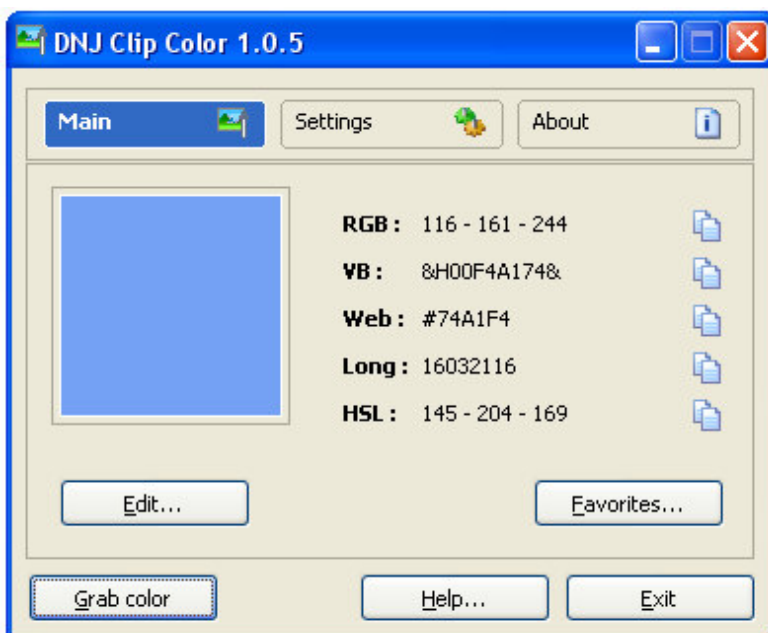 DNJ Clip Color 1.0.5
Main Settings About
RGB : 116 - 161 - 244
VB : &H00F4A174&
Web : #74A1F4
Long : 16032116
HSL : 145 - 204 - 169
Edit... Favorites...
Grab color Help... Exit